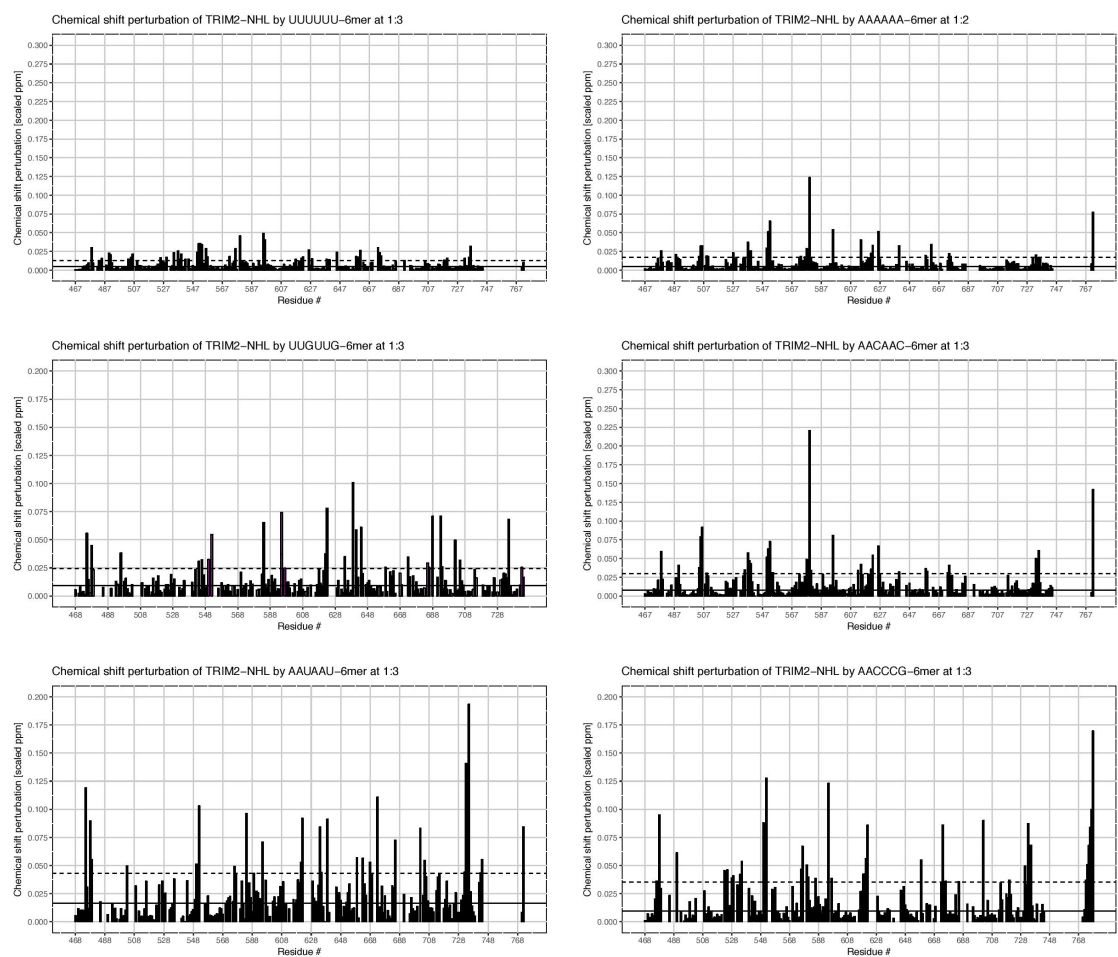 Chemical shift perturbation of TRIM2−NHL by UUUUUU−6mer at 1:3
Chemical shift perturbation [scaled ppm]
0.300
0.275
0.250
0.225
0.200
0.175
0.150
0.125
0.100
0.075
0.050
0.025
0.000
467 487 507 527 548 567 587 607 627 647 667 687 707 727 747 767
Residue #
Chemical shift perturbation of TRIM2−NHL by AAAAAA−6mer at 1:2
Chemical shift perturbation [scaled ppm]
0.300
0.275
0.250
0.225
0.200
0.175
0.150
0.125
0.100
0.075
0.050
0.025
0.000
467 487 507 527 547 567 587 607 627 647 667 687 707 727 747 767
Residue #
Chemical shift perturbation of TRIM2−NHL by UUGUUG−6mer at 1:3
Chemical shift perturbation [scaled ppm]
0.200
0.175
0.150
0.125
0.100
0.075
0.050
0.025
0.000
468 488 508 528 548 568 588 608 628 648 668 688 708 728
Residue #
Chemical shift perturbation of TRIM2−NHL by AACAAC−6mer at 1:3
Chemical shift perturbation [scaled ppm]
0.300
0.275
0.250
0.225
0.200
0.175
0.150
0.125
0.100
0.075
0.050
0.025
0.000
467 487 507 527 547 567 587 607 627 647 667 687 707 727 747 767
Residue #
Chemical shift perturbation of TRIM2−NHL by AAUAAU−6mer at 1:3
Chemical shift perturbation [scaled ppm]
0.200
0.175
0.150
0.125
0.100
0.075
0.050
0.025
0.000
468 488 508 528 548 568 588 608 628 648 668 688 708 728 748 768
Residue #
Chemical shift perturbation of TRIM2−NHL by AACCCG−6mer at 1:3
Chemical shift perturbation [scaled ppm]
0.200
0.175
0.150
0.125
0.100
0.075
0.050
0.025
0.000
468 488 508 528 548 568 588 608 628 648 668 688 708 728 748 768
Residue #